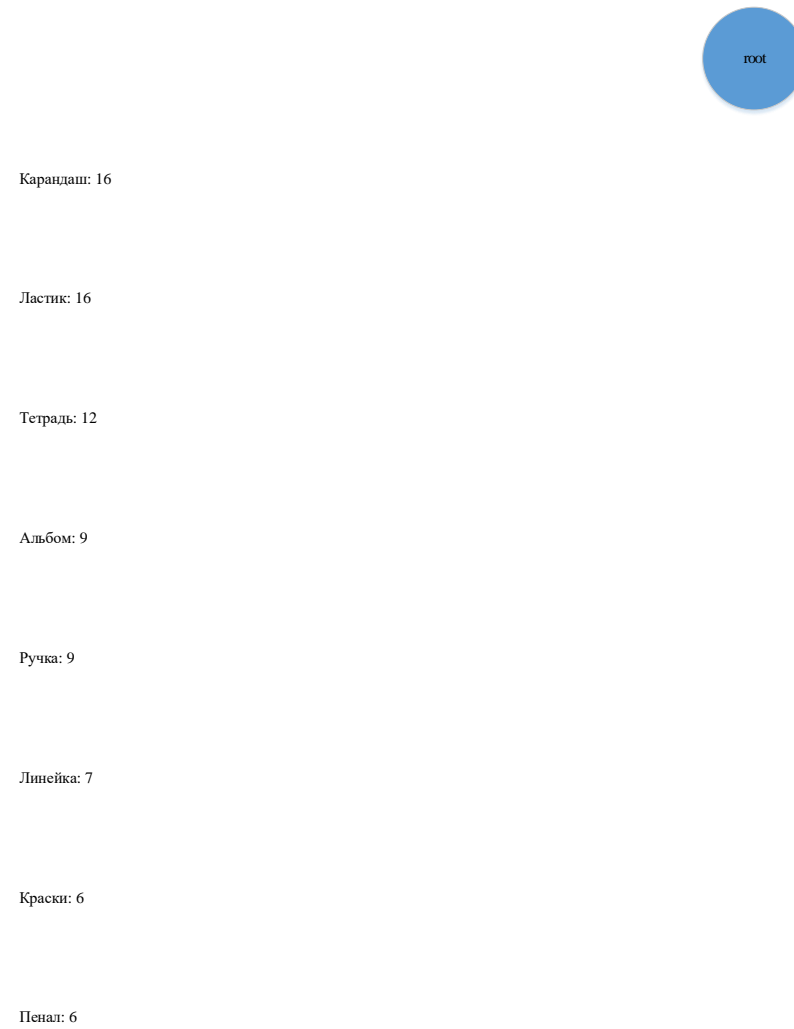 root
Карандаш: 16
Ластик: 16
Тетрадь: 12
Альбом: 9
Ручка: 9
Линейка: 7
Краски: 6
Пенал: 6